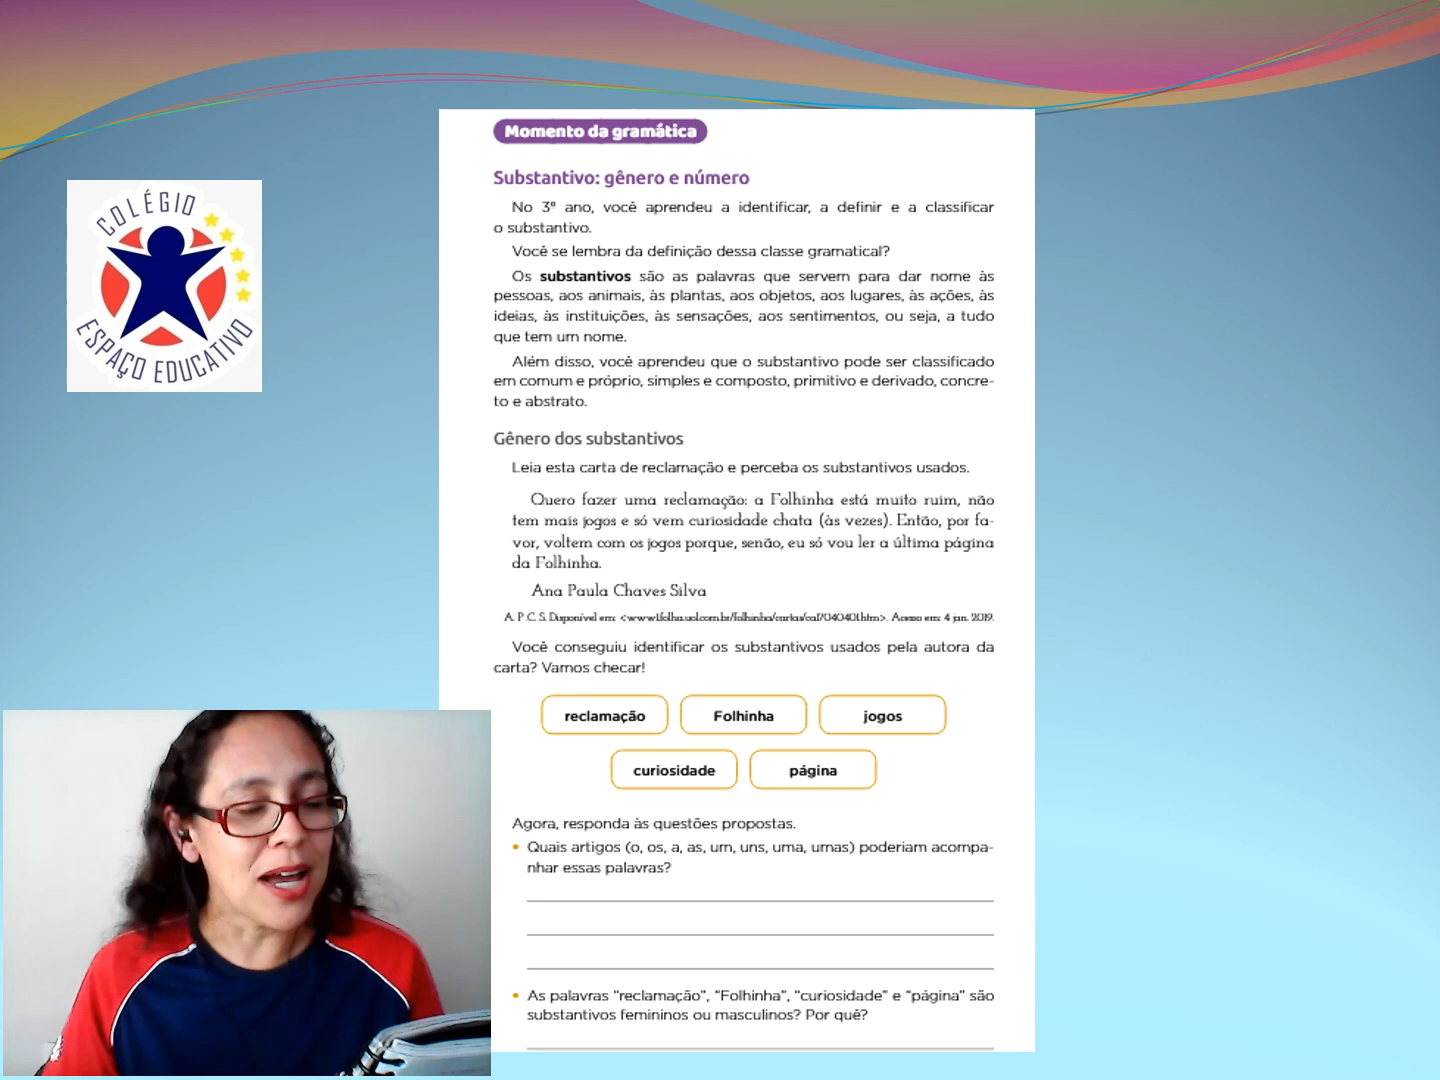 COLÉGIO
ESPAÇO EDUCATIVO
Momento da gramática
Substantivo: gênero e número
No 3º ano, você aprendeu a identificar, a definir e a classificar
o substantivo.
Você se lembra da definição dessa classe gramatical?
Os substantivos são as palavras que servem para dar nome às
pessoas, aos animais, às plantas, aos objetos, aos lugares, às ações, às
ideias, às instituições, às sensações, aos sentimentos, ou seja, a tudo
que tem um nome.
Além disso, você aprendeu que o substantivo pode ser classificado
em comum e próprio, simples e composto, primitivo e derivado, concre-
to e abstrato.
Gênero dos substantivos
Leia esta carta de reclamação e perceba os substantivos usados.
Quero fazer uma reclamação: a Folhinha está muito ruim, não
tem mais jogos e só vem curiosidade chata (às vezes). Então, por fa-
vor, voltem com os jogos porque, senão, eu só vou ler a última página
da Folhinha.
Ana Paula Chaves Silva
A. P. C. S. Disponível em: <www1.folha.uol.com.br/folhinha/cartas/ca17040401.htm>. Acesso em: 4 jan. 2019.
Você conseguiu identificar os substantivos usados pela autora da
carta? Vamos checar!
reclamação Folhinha jogos
curiosidade página
Agora, responda às questões propostas.
• Quais artigos (o, os, a, as, um, uns, uma, umas) poderiam acompa-
nhar essas palavras?
• As palavras “reclamação”, “Folhinha”, “curiosidade” e “página” são
substantivos femininos ou masculinos? Por quê?